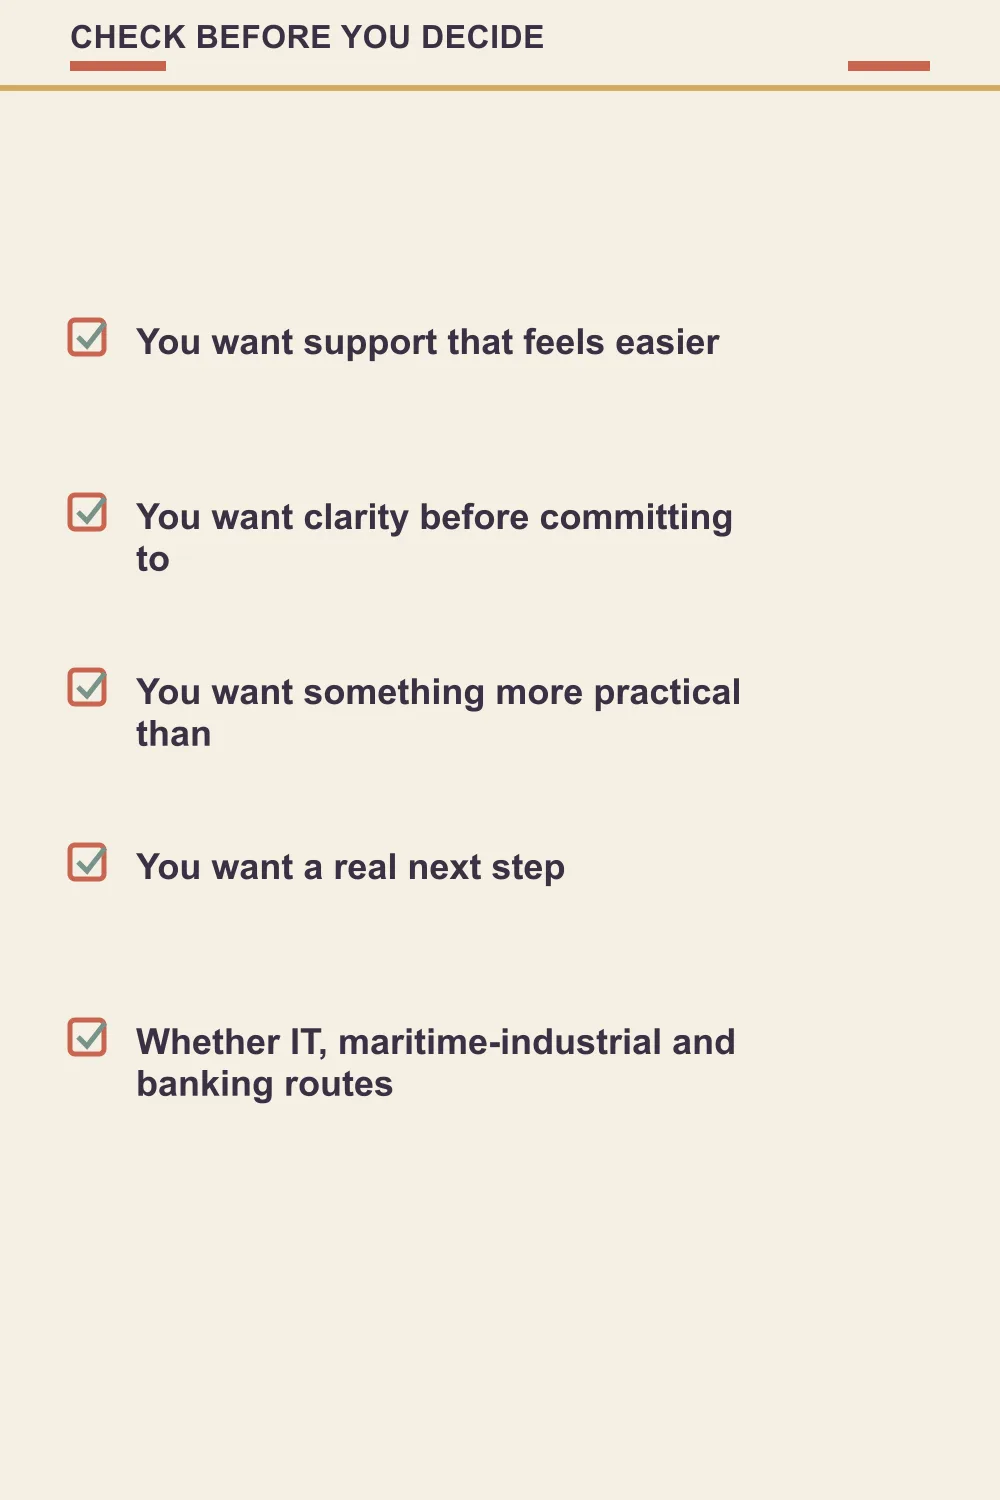 CHECK BEFORE YOU DECIDE
You want support that feels easier
You want clarity before committing
to
You want something more practical
than
You want a real next step
Whether IT, maritime-industrial and
banking routes